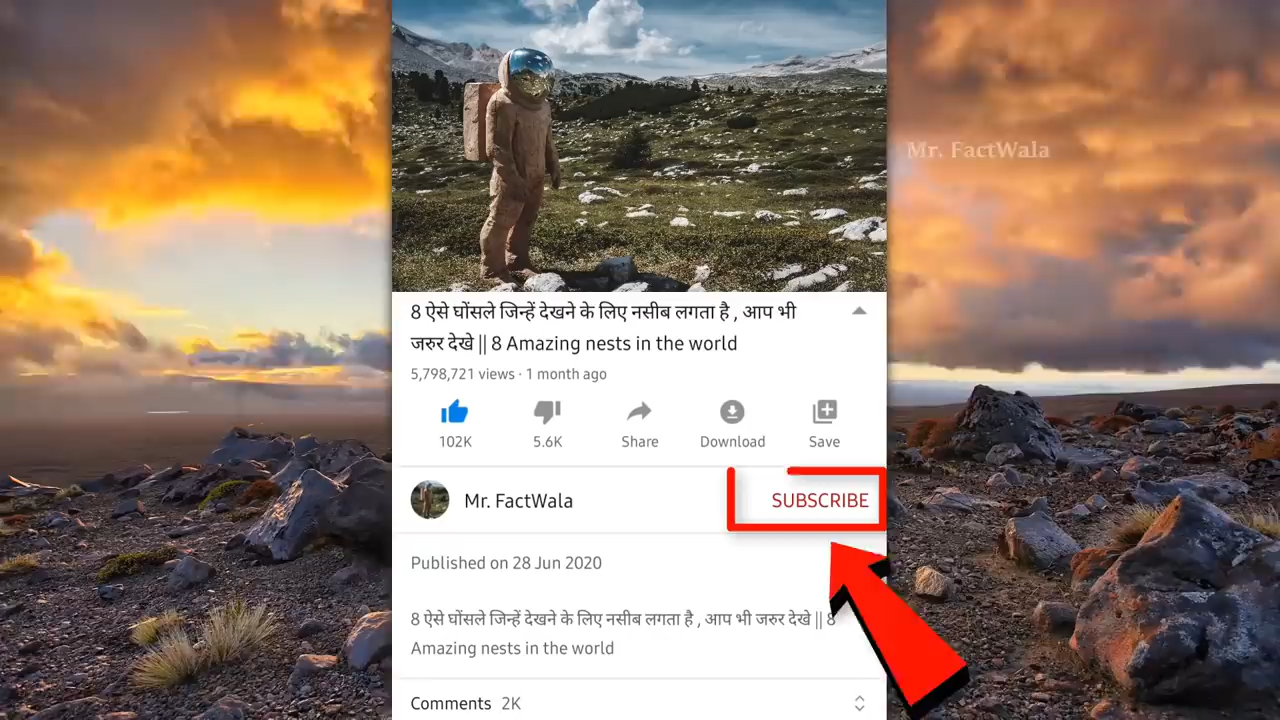 Mr. FactWala
8 ऐसे घोंसले जिन्हें देखने के लिए नसीब लगता है , आप भी
जरुर देखे || 8 Amazing nests in the world
5,798,721 views · 1 month ago
102K
5.6K
Share
Download
Save
Mr. FactWala
SUBSCRIBE
Published on 28 Jun 2020
8 ऐसे घोंसले जिन्हें देखने के लिए नसीब लगता है , आप भी जरुर देखे || 8
Amazing nests in the world
Comments 2K